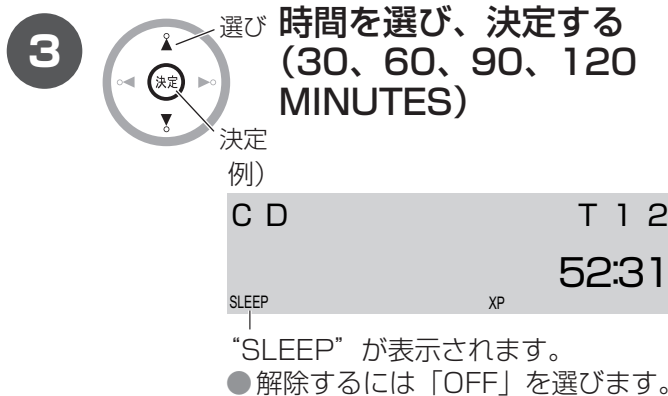 3
選び
時間を選び、決定する
（30、60、90、120
MINUTES）
決定
決定
例）
CD T12
52:31
SLEEP XP
“SLEEP”が表示されます。
●解除するには「OFF」を選びます。